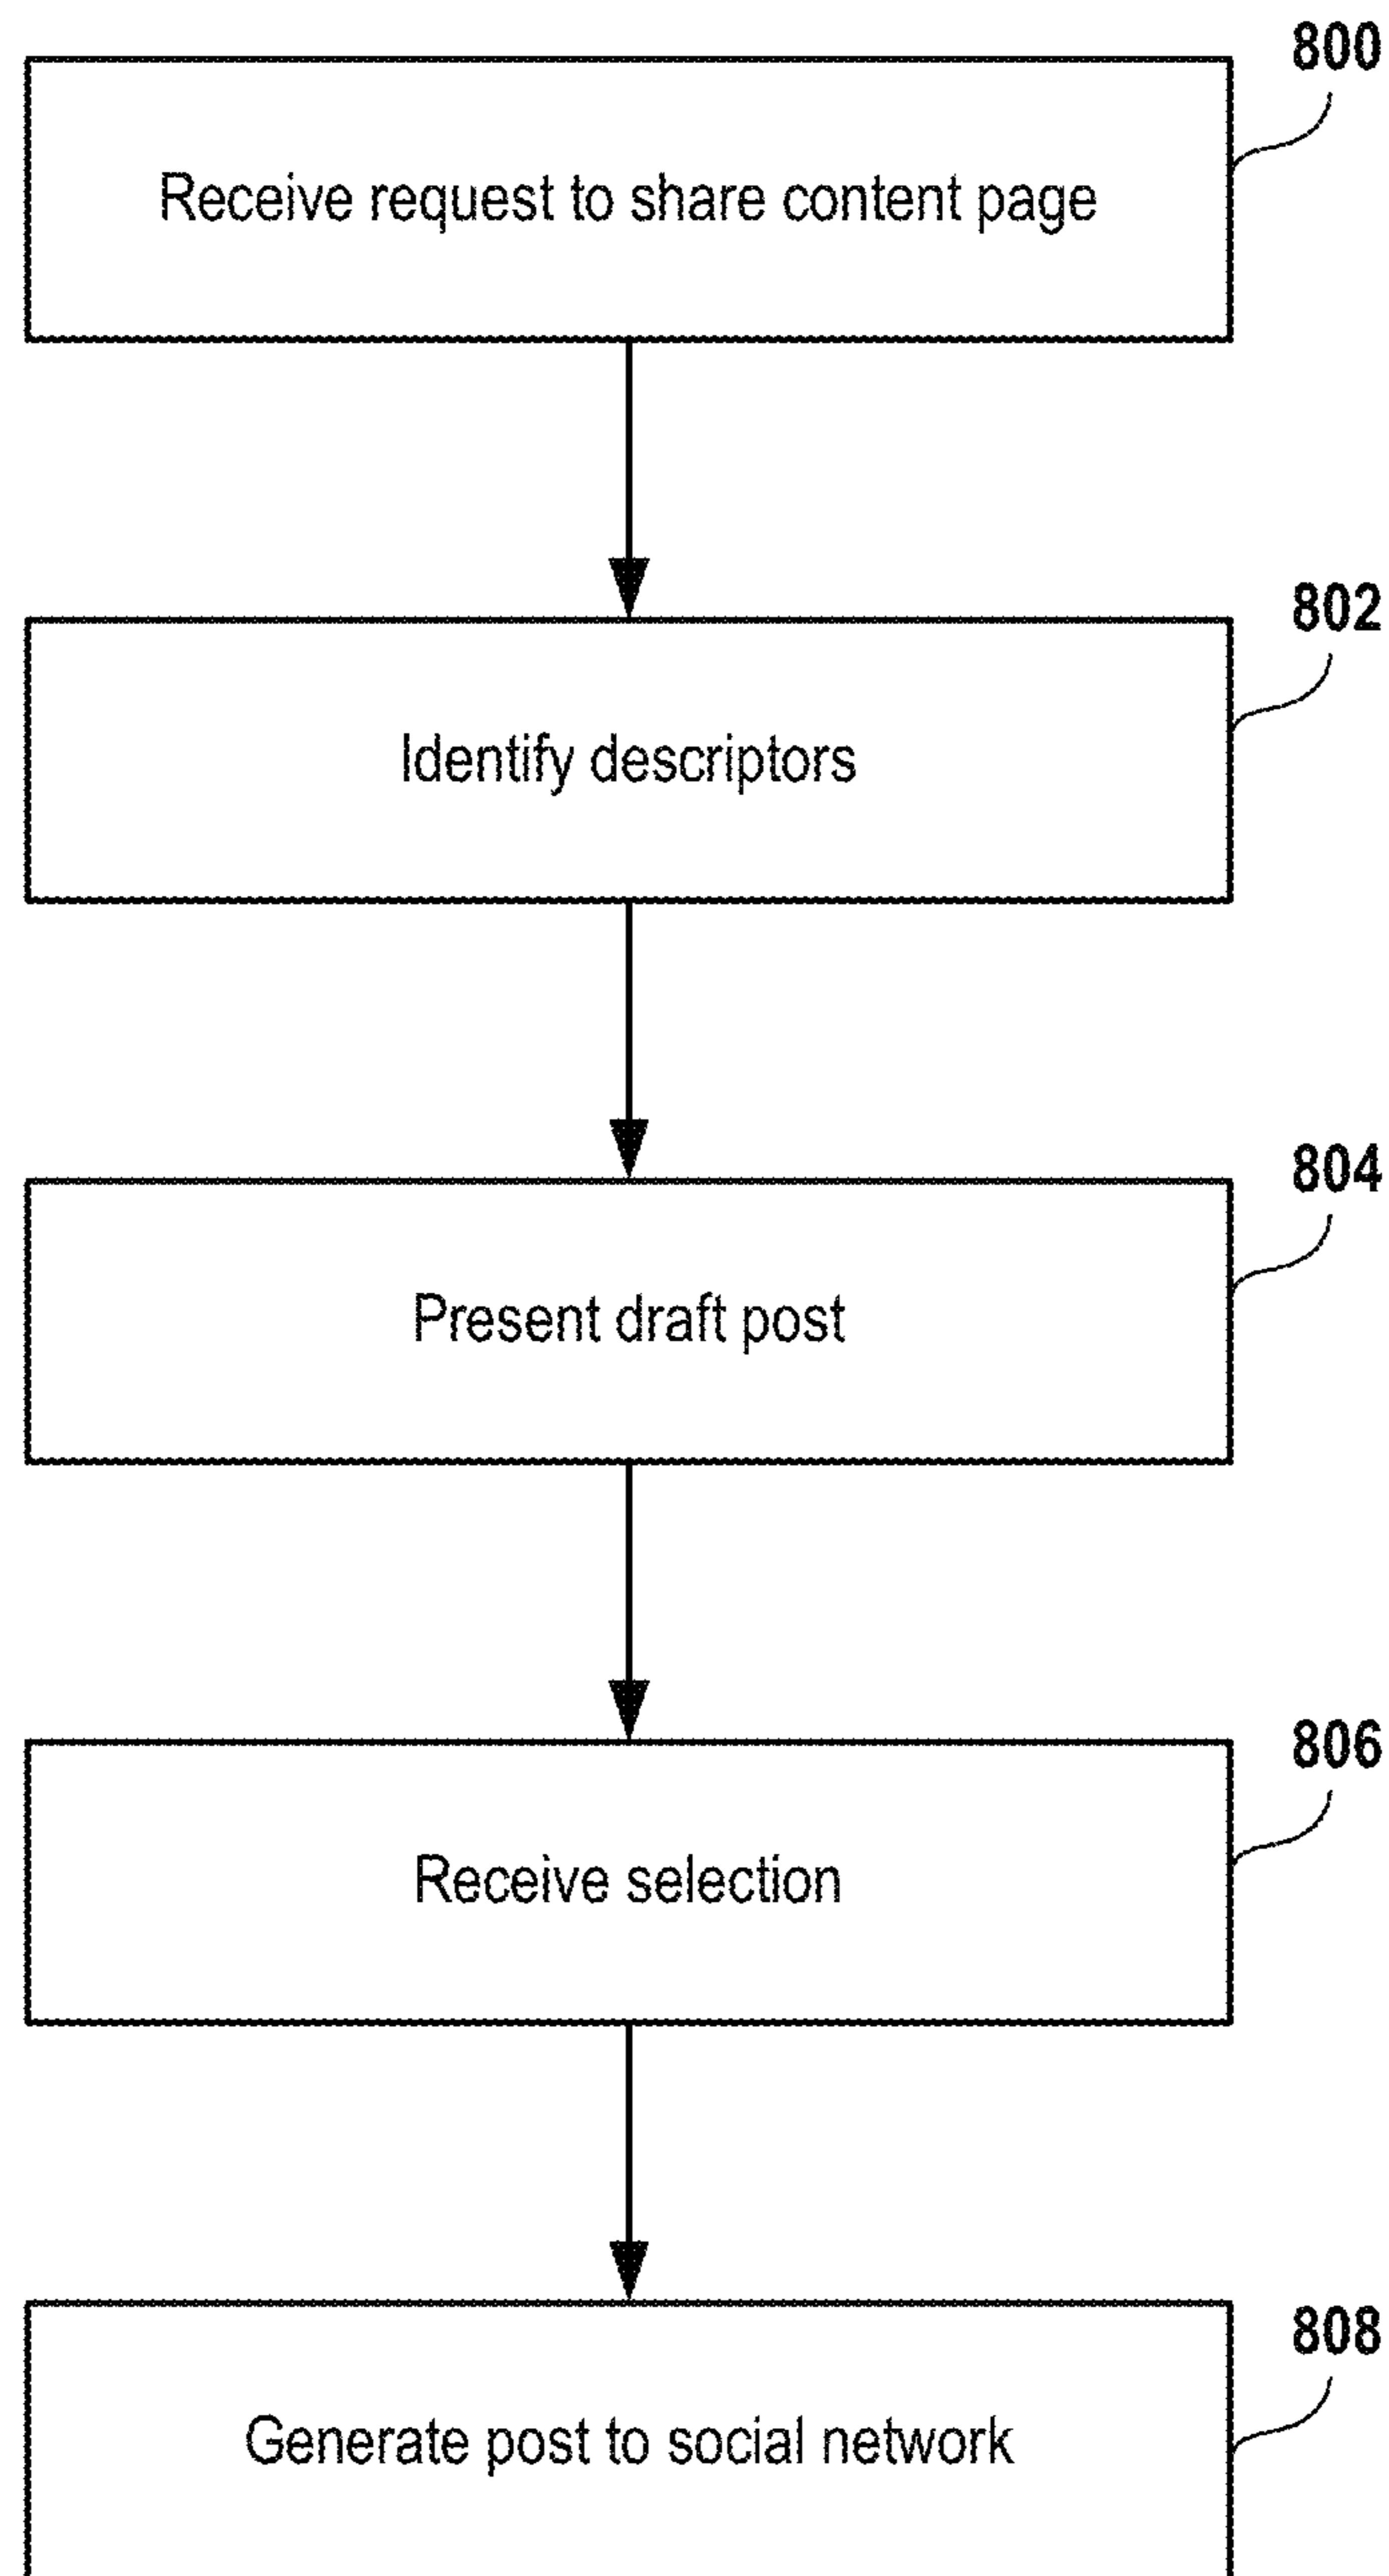 800
Receive request to share content page
802
Identify descriptors
804
Present draft post
806
Receive selection
808
Generate post to social network